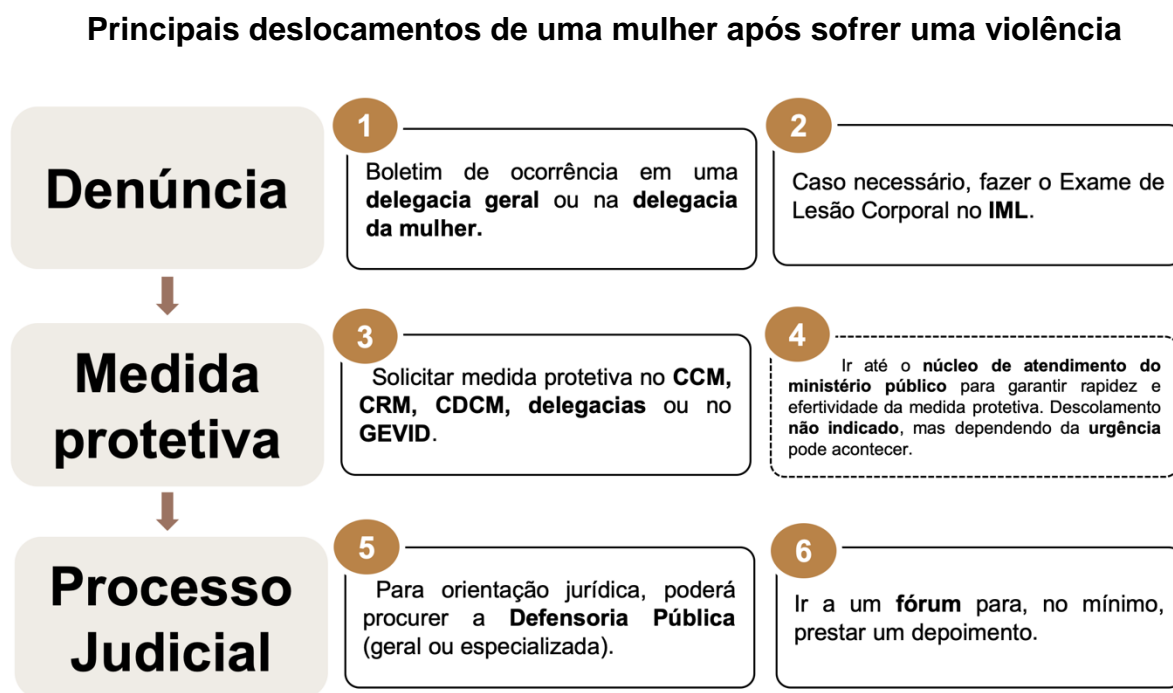 Principais deslocamentos de uma mulher após sofrer uma violência
Denúncia
1
Boletim de ocorrência em uma
delegacia geral ou na delegacia
da mulher.
2
Caso necessário, fazer o Exame de
Lesão Corporal no IML.
Medida
protetiva
3
Solicitar medida protetiva no CCM,
CRM, CDCM, delegacias ou no
GEVID.
4
Ir até o núcleo de atendimento do
ministério público para garantir rapidez e
efertividade da medida protetiva. Descolamento
não indicado, mas dependendo da urgência
pode acontecer.
Processo
Judicial
5
Para orientação jurídica, poderá
procurer a Defensoria Pública
(geral ou especializada).
6
Ir a um fórum para, no mínimo,
prestar um depoimento.